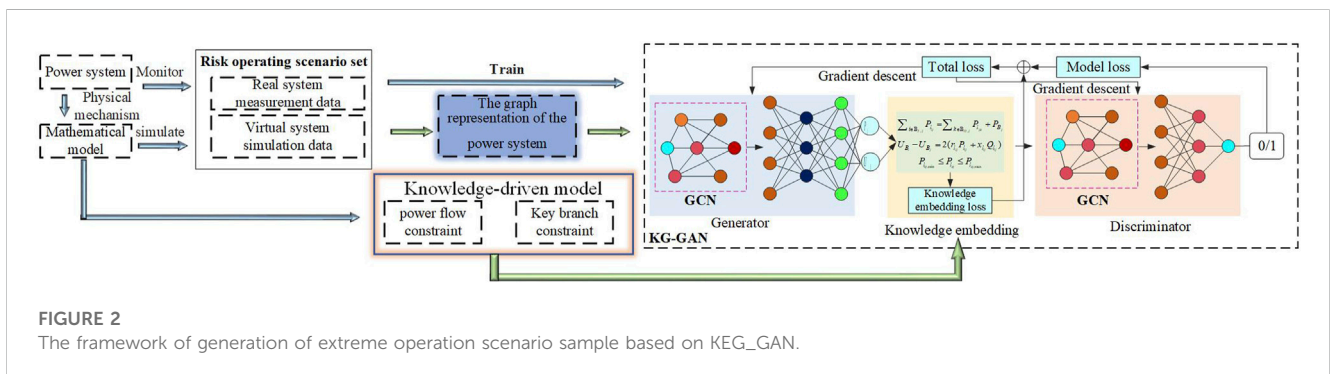 Power system
Monitor
Physical
mechanism
Mathematical
model
simulate
Risk operating scenario set
Real system
measurement data
Virtual system
simulation data
Train
The graph
representation of the
power system
Knowledge-driven model
power flow
constraint
Key branch
constraint
Gradient descent
Total loss
Model loss
Gradient descent
GCN
Generator
KG-GAN
Knowledge
embedding loss
Knowledge embedding
GCN
Discriminator
0/1
FIGURE 2
The framework of generation of extreme operation scenario sample based on KEG_GAN.